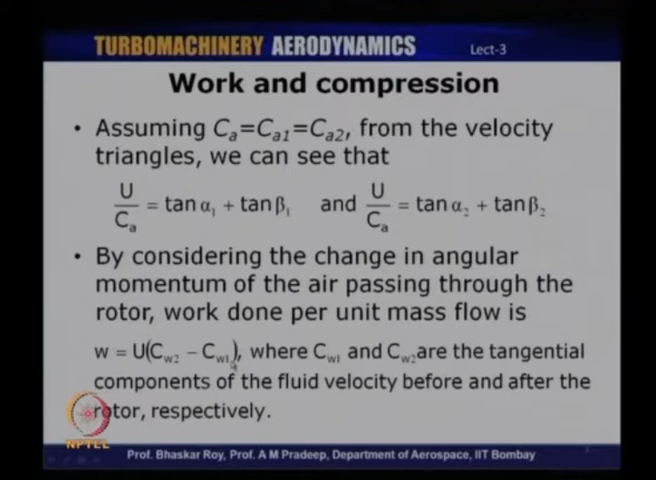 TURBOMACHINERY AERODYNAMICS Lect-3
Work and compression
• Assuming Cₐ=Cₐ₁=Cₐ₂, from the velocity
triangles, we can see that
U/Cₐ = tan α₁ + tan β₁ and U/Cₐ = tan α₂ + tan β₂
• By considering the change in angular
momentum of the air passing through the
rotor, work done per unit mass flow is
w = U(C_w2 − C_w1), where C_w1 and C_w2 are the tangential
components of the fluid velocity before and after the
rotor, respectively.
NPTEL
Prof. Bhaskar Roy, Prof. A M Pradeep, Department of Aerospace, IIT Bombay